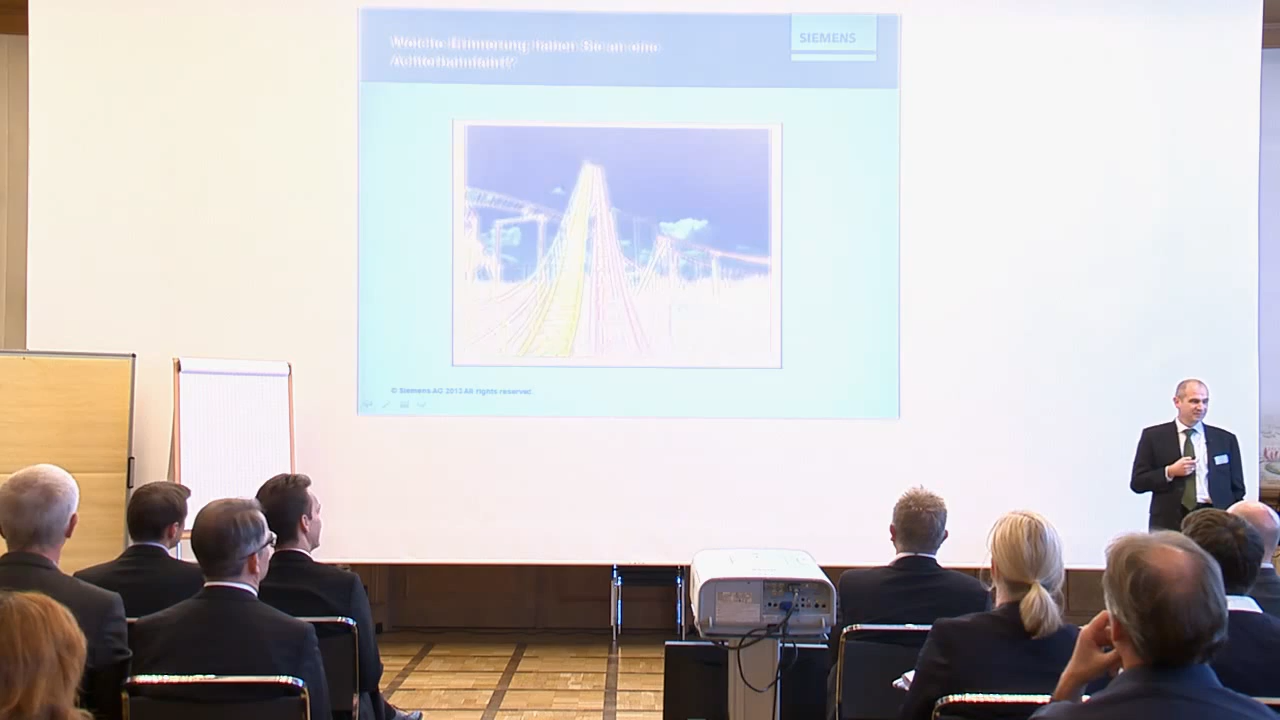 Welche Erinnerung haben Sie an eine
Achterbahnfahrt?
SIEMENS
© Siemens AG 2013 All rights reserved.